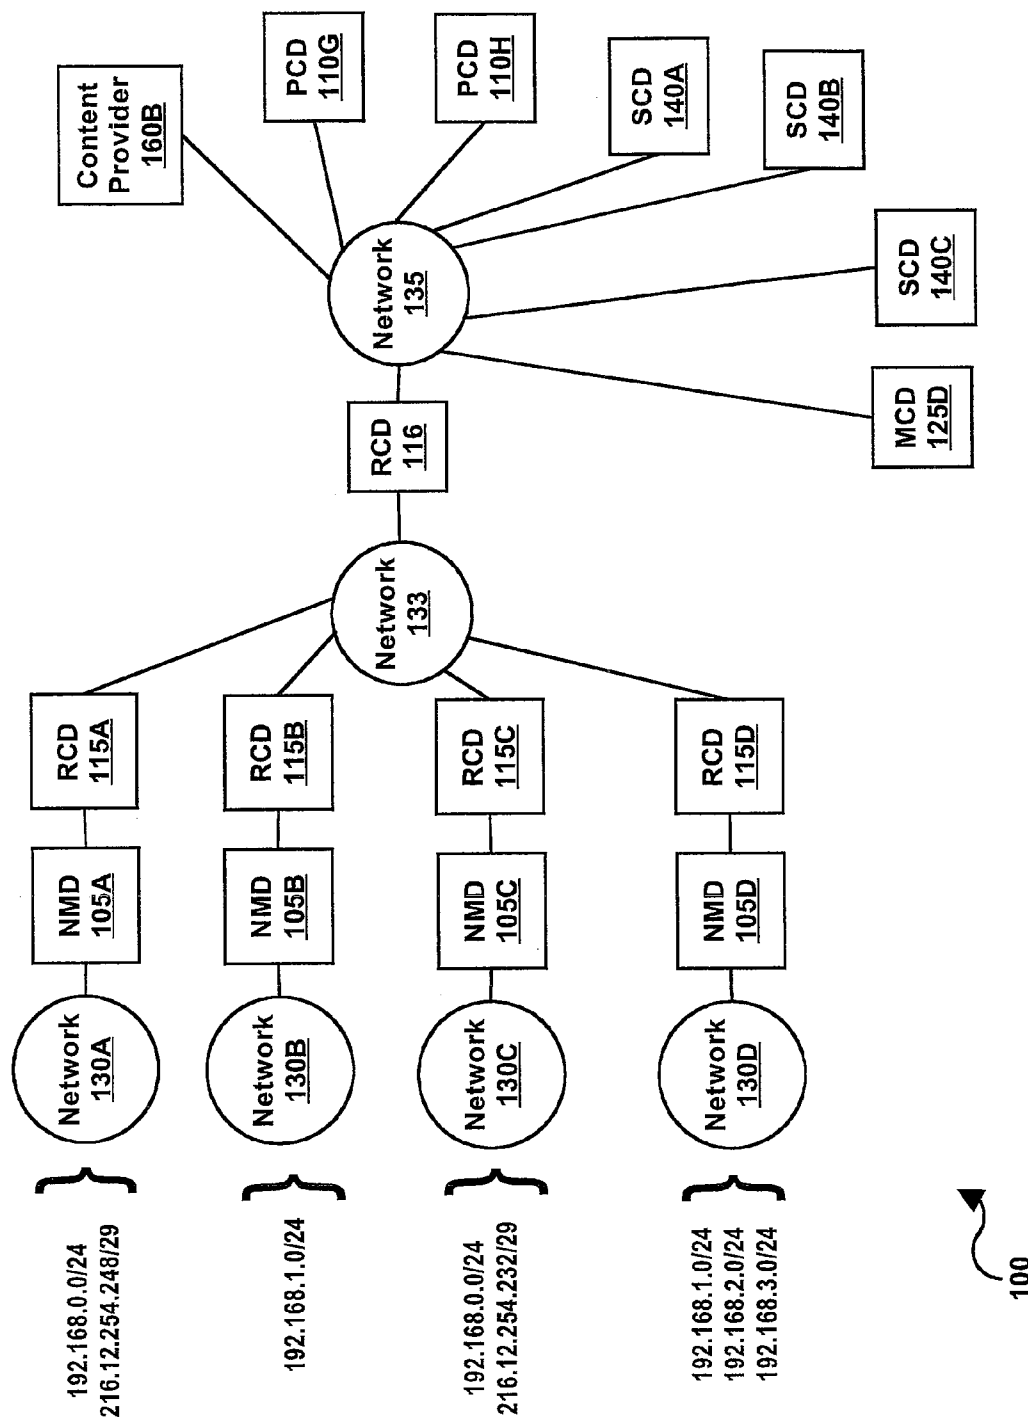 192.168.0.0/24
216.12.254.248/29
Network
130A
NMD
105A
RCD
115A
192.168.1.0/24
Network
130B
NMD
105B
RCD
115B
192.168.0.0/24
216.12.254.232/29
Network
130C
NMD
105C
RCD
115C
192.168.1.0/24
192.168.2.0/24
192.168.3.0/24
Network
130D
NMD
105D
RCD
115D
Network
133
RCD
116
Network
135
Content
Provider
160B
PCD
110G
PCD
110H
SCD
140A
SCD
140B
SCD
140C
MCD
125D
100